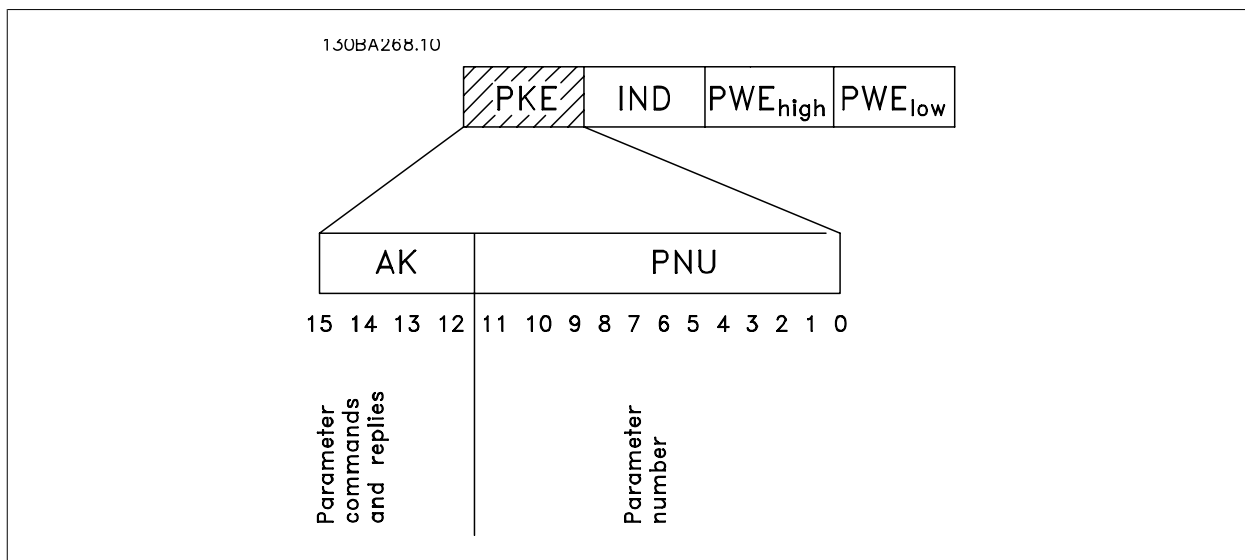 130BA268.10
PKE IND PWEhigh PWElow
AK PNU
15 14 13 12 11 10 9 8 7 6 5 4 3 2 1 0
Parameter
commands
and replies
Parameter
number